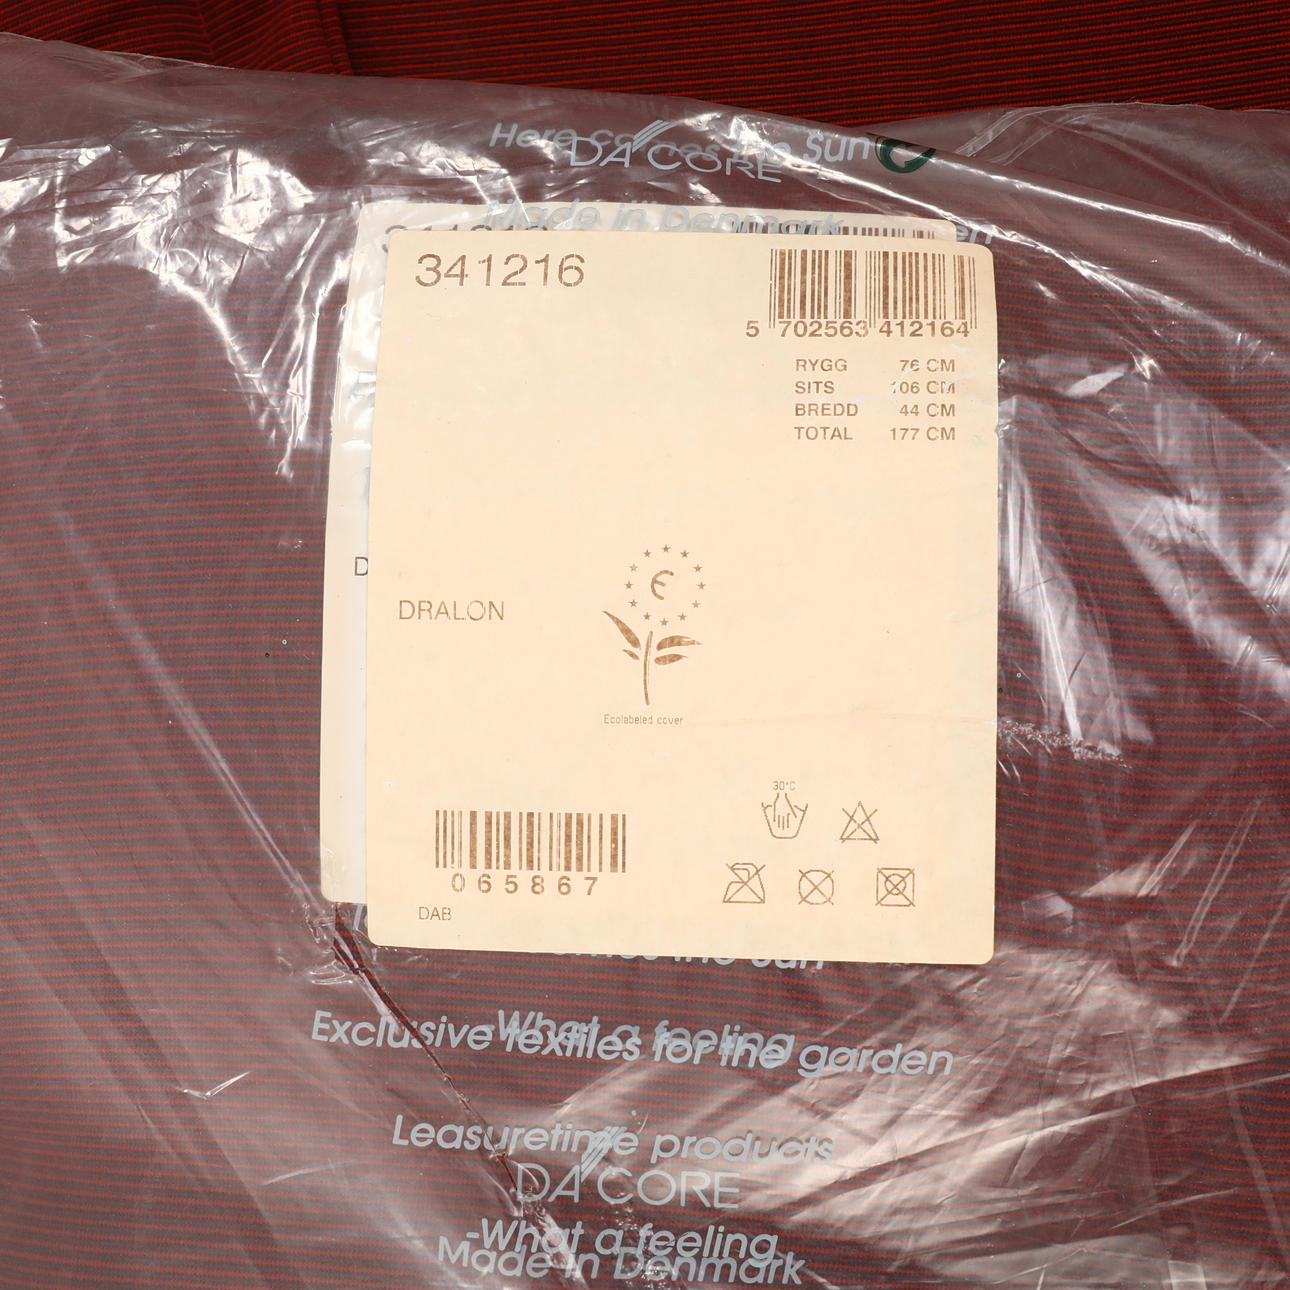 Here Comes the Sun
DA'CORE
Made in Denmark
341216
5 702563 412164
RYGG 76 CM
SITS 106 CM
BREDD 44 CM
TOTAL 177 CM
DRALON
Ecolabeled cover
30°C
065867
DAB
-What a feeling
Exclusive textiles for the garden
Leasuretime products
DA'CORE
-What a feeling
Made in Denmark